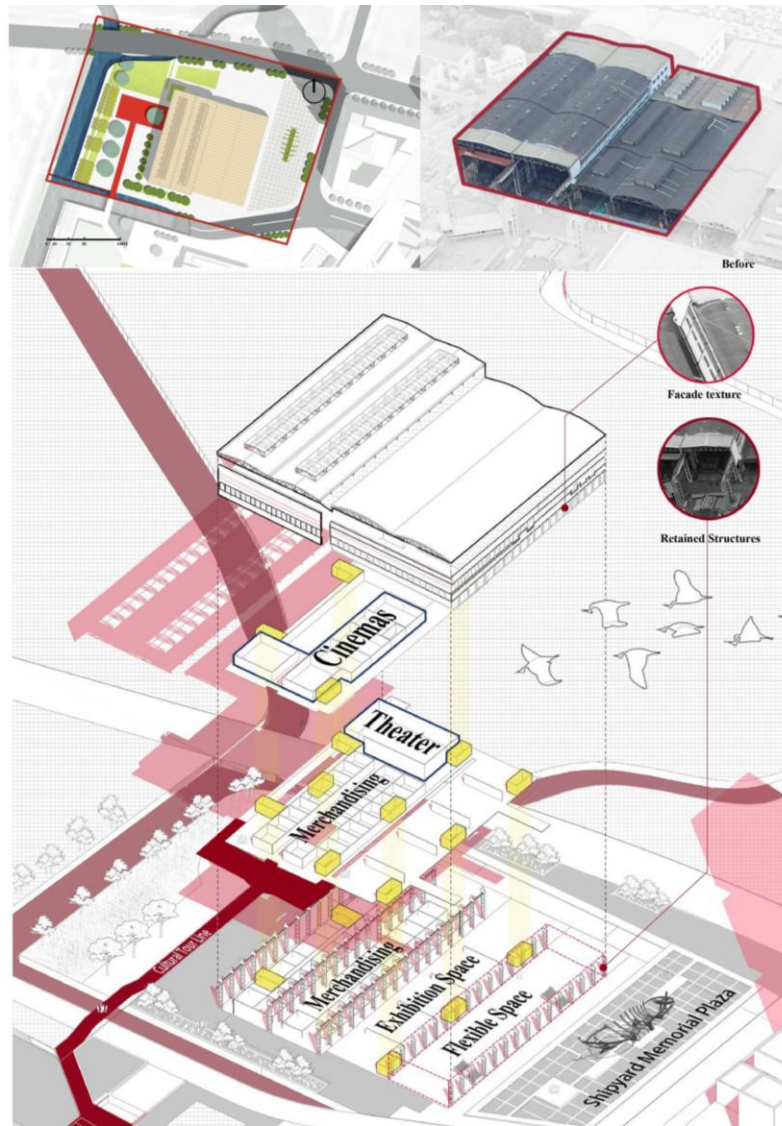 Before
Facade texture
Retained Structures
Cinemas
Theater
Merchandising
Cultural Tour Line
Merchandising
Exhibition Space
Flexible Space
Shipyard Memorial Plaza